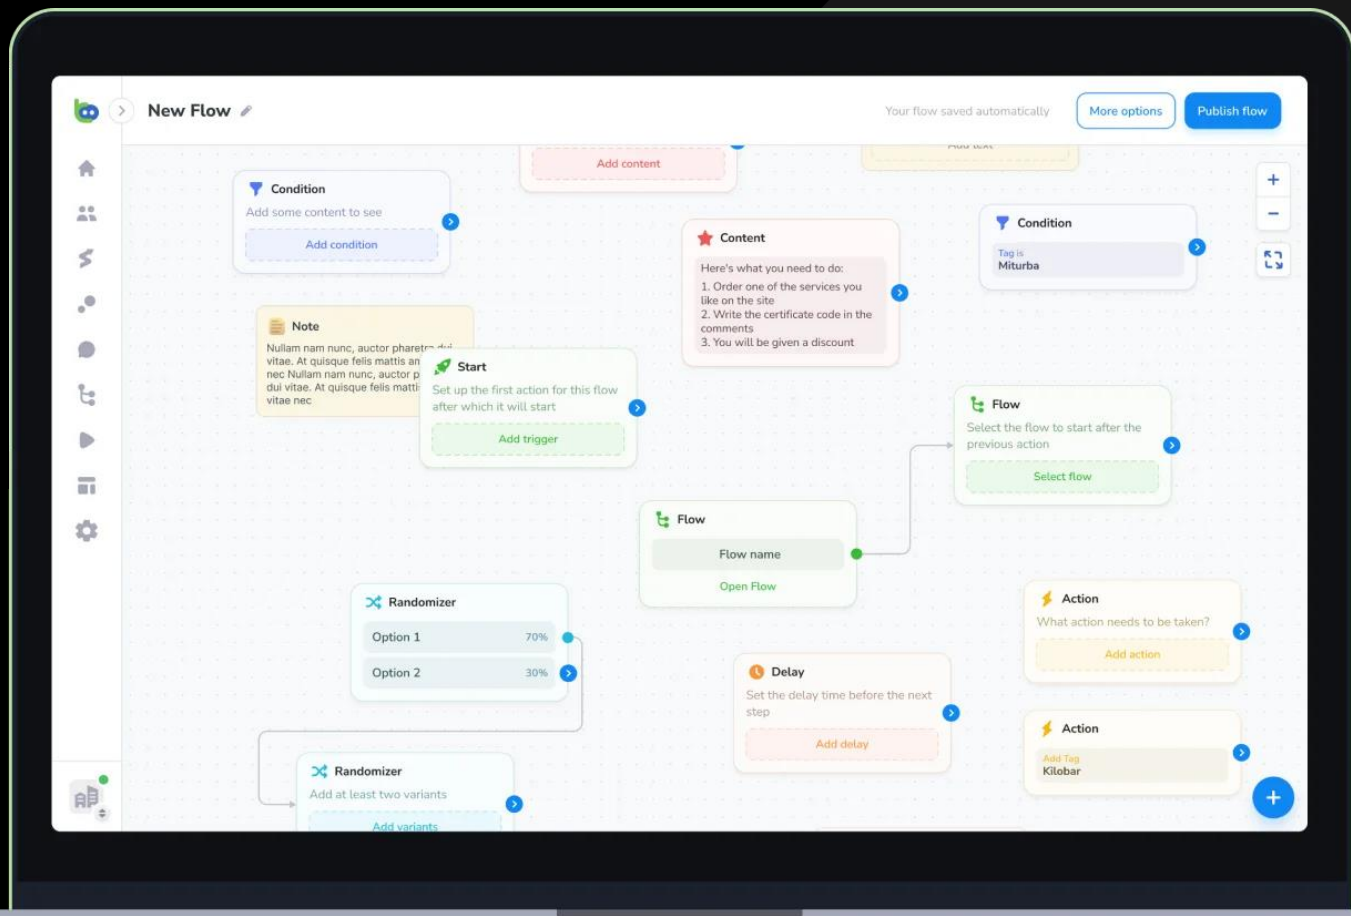 New Flow
Your flow saved automatically
More options
Publish flow
Add content
Add text
Condition
Add some content to see
Add condition
Content
Here's what you need to do:
1. Order one of the services you
like on the site
2. Write the certificate code in the
comments
3. You will be given a discount
Condition
Tag is
Miturba
Note
Nullam nam nunc, auctor pharetra dui
vitae. At quisque felis mattis an
nec Nullam nam nunc, auctor p
dui vitae. At quisque felis matti
vitae nec
Start
Set up the first action for this flow
after which it will start
Add trigger
Flow
Select the flow to start after the
previous action
Select flow
Flow
Flow name
Open Flow
Randomizer
Option 1 70%
Option 2 30%
Action
What action needs to be taken?
Add action
Delay
Set the delay time before the next
step
Add delay
Action
Add Tag
Kilobar
Randomizer
Add at least two variants
Add variants